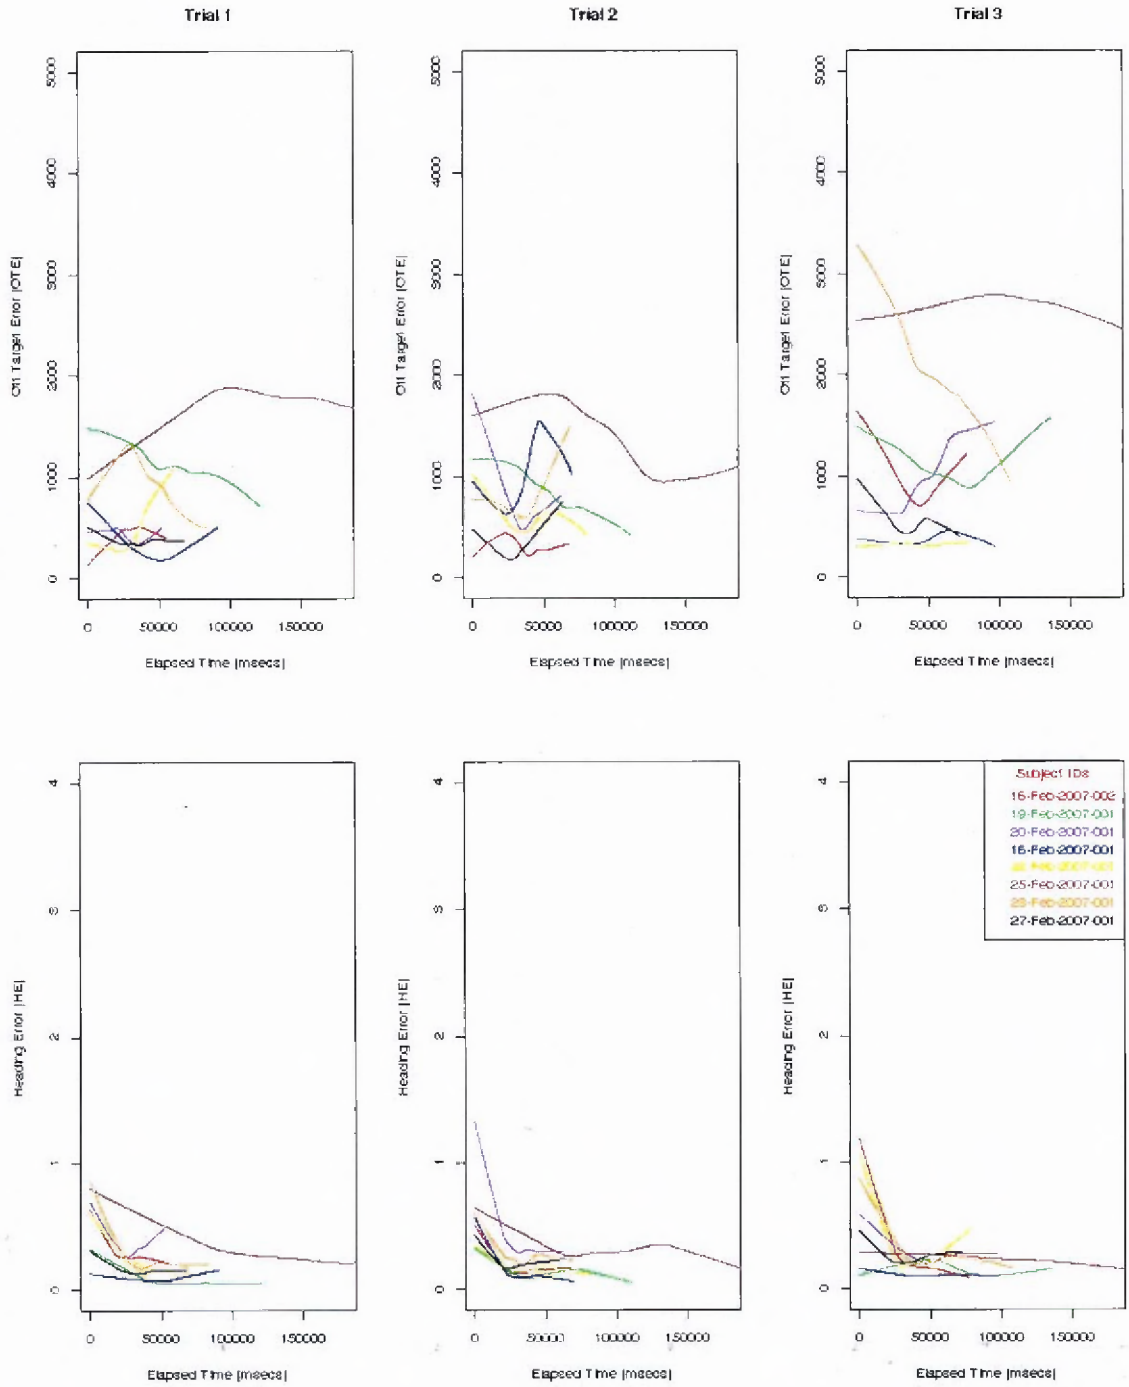 Trial 1
Trial 2
Trial 3
Off Target Error [OTE]
5000
4000
3000
2000
1000
0
0 50000 100000 150000
Elapsed Time [msecs]
Off Target Error [OTE]
5000
4000
3000
2000
1000
0
0 50000 100000 150000
Elapsed Time [msecs]
Off Target Error [OTE]
5000
4000
3000
2000
1000
0
0 50000 100000 150000
Elapsed Time [msecs]
Heading Error [HE]
4
3
2
1
0
0 50000 100000 150000
Elapsed Time [msecs]
Heading Error [HE]
4
3
2
1
0
0 50000 100000 150000
Elapsed Time [msecs]
Heading Error [HE]
4
3
2
1
0
0 50000 100000 150000
Elapsed Time [msecs]
Subject IDs
16-Feb-2007-002
19-Feb-2007-001
20-Feb-2007-001
16-Feb-2007-001
25-Feb-2007-001
27-Feb-2007-001